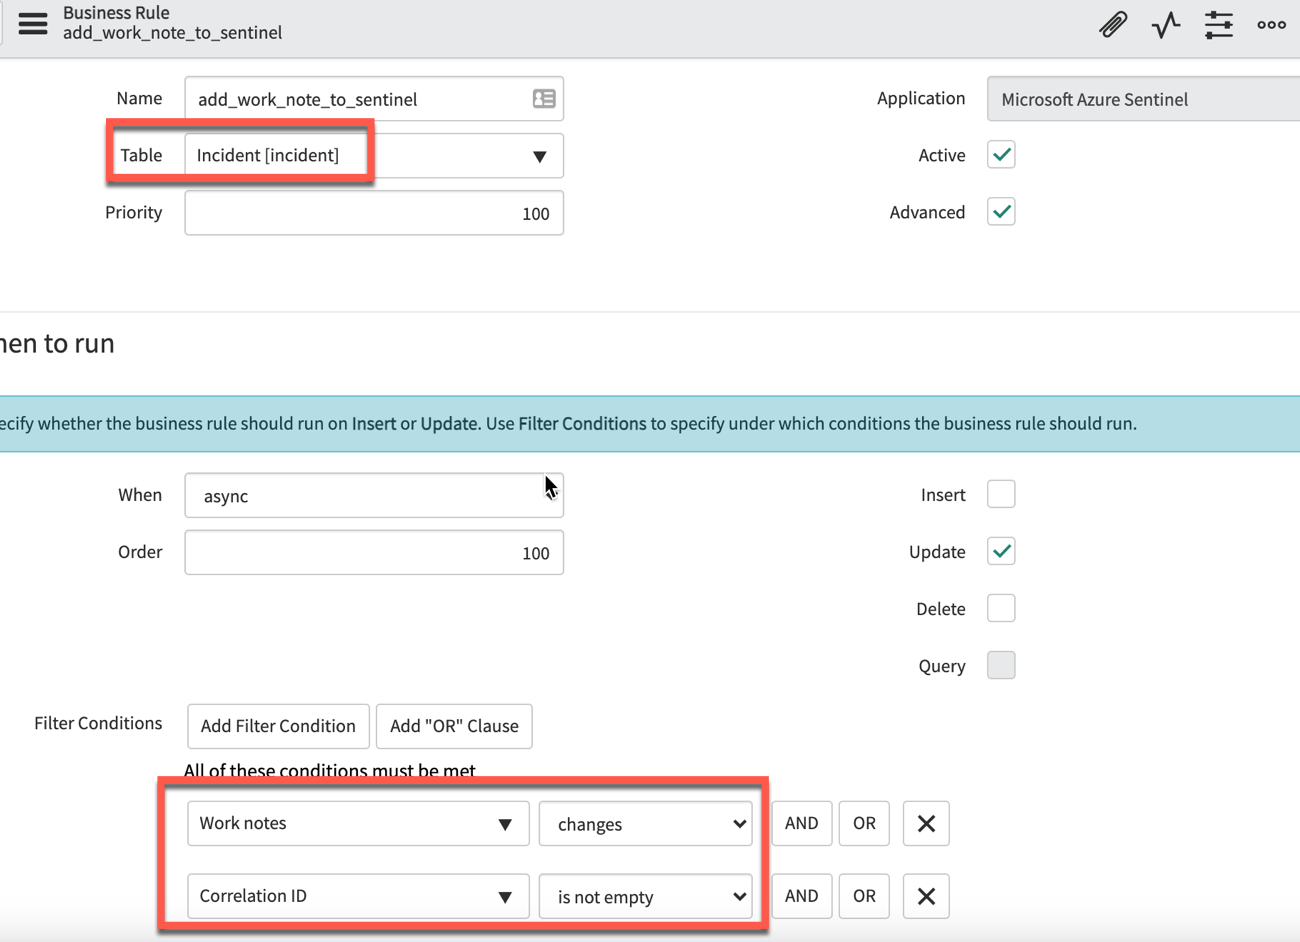 Business Rule
add_work_note_to_sentinel
Name add_work_note_to_sentinel
Application Microsoft Azure Sentinel
Table Incident [incident]
Active
Priority 100
Advanced
hen to run
ecify whether the business rule should run on Insert or Update. Use Filter Conditions to specify under which conditions the business rule should run.
When async
Insert
Order 100
Update
Delete
Query
Filter Conditions Add Filter Condition Add "OR" Clause
All of these conditions must be met
Work notes changes AND OR
Correlation ID is not empty AND OR